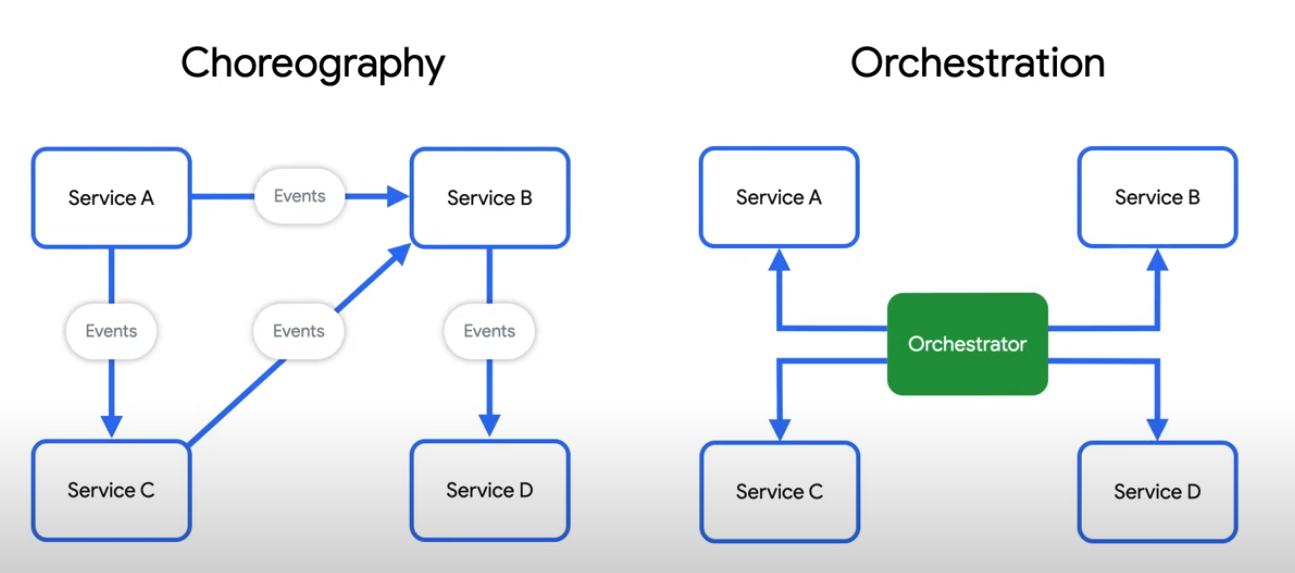 Choreography
Orchestration
Service A
Events
Service B
Events
Events
Events
Service C
Service D
Service A
Service B
Orchestrator
Service C
Service D